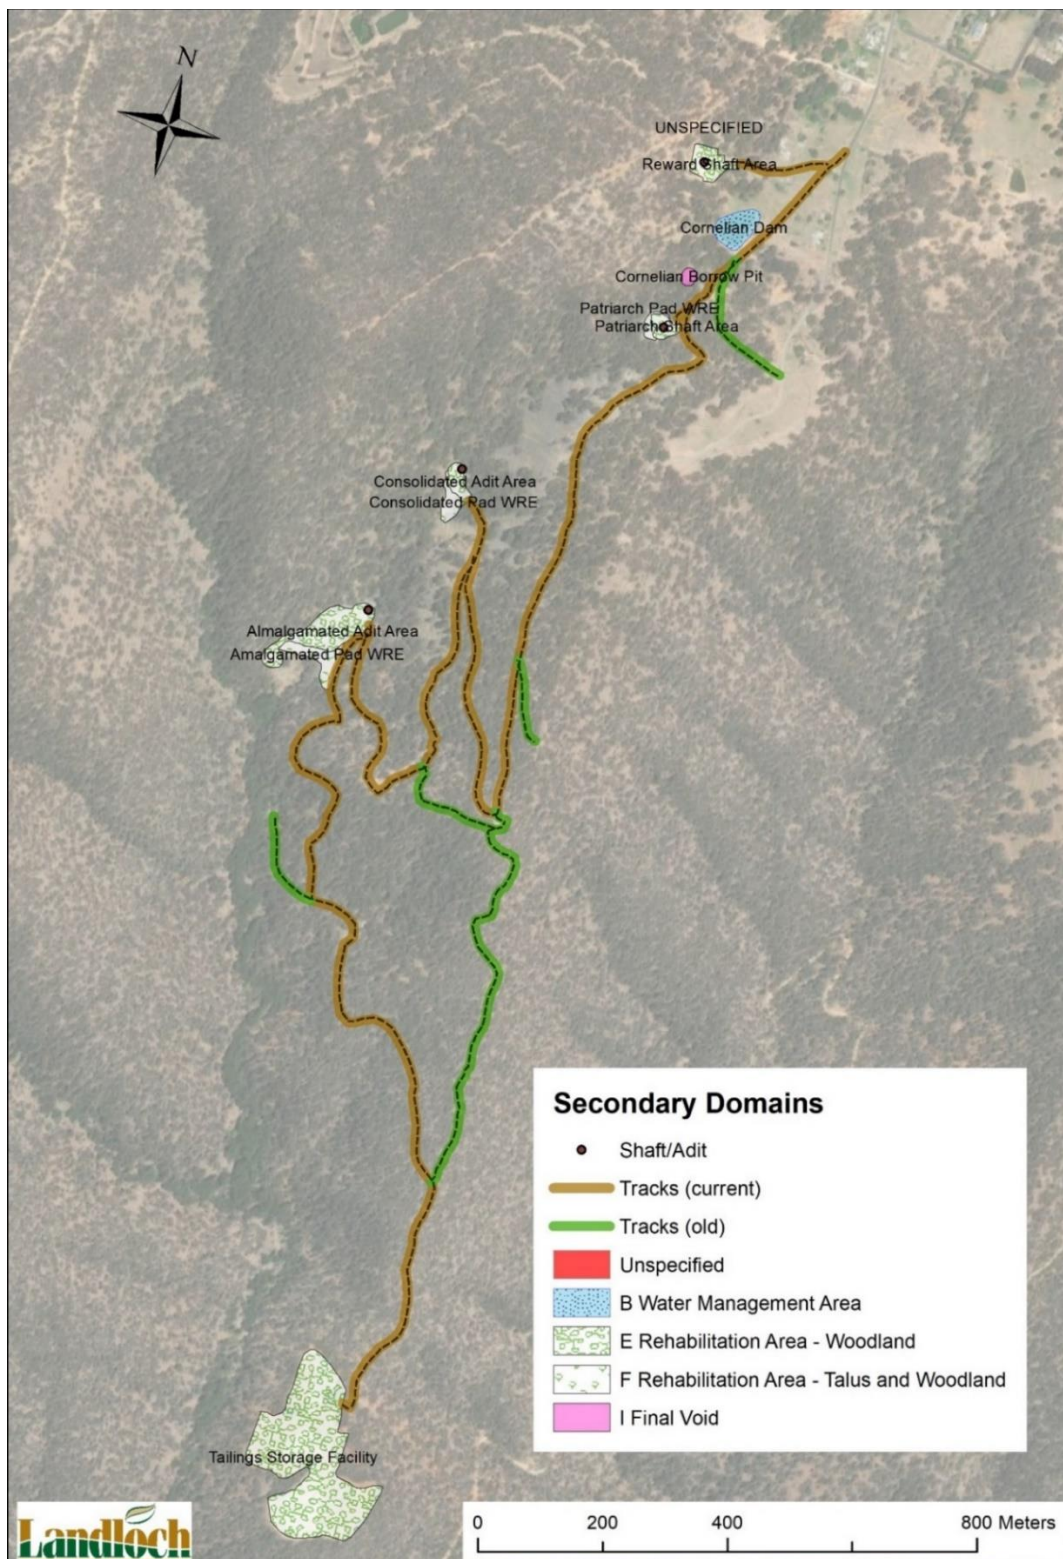 N
UNSPECIFIED
Reward Shaft Area
Cornelian Dam
Cornelian Borrow Pit
Patriarch Pad WRE
Patriarch Shaft Area
Consolidated Adit Area
Consolidated Pad WRE
Almalgamated Adit Area
Amalgamated Pad WRE
Secondary Domains
Shaft/Adit
Tracks (current)
Tracks (old)
Unspecified
B Water Management Area
E Rehabilitation Area - Woodland
F Rehabilitation Area - Talus and Woodland
I Final Void
Tailings Storage Facility
Landloch
0 200 400 800 Meters